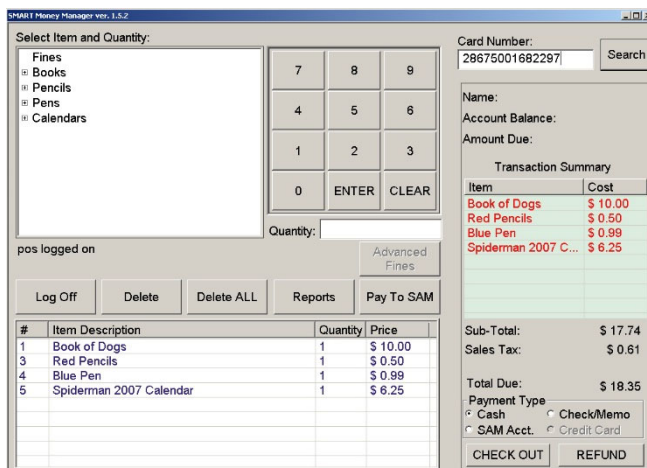 SMART Money Manager ver. 1.5.2
Select Item and Quantity:
Fines
Books
Pencils
Pens
Calendars
7 8 9
4 5 6
1 2 3
0 ENTER CLEAR
Quantity:
pos logged on
Advanced Fines
Log Off Delete Delete ALL Reports Pay To SAM
# Item Description Quantity Price
1 Book of Dogs 1 $ 10.00
3 Red Pencils 1 $ 0.50
4 Blue Pen 1 $ 0.99
5 Spiderman 2007 Calendar 1 $ 6.25
Card Number:
28675001682297 Search
Name:
Account Balance:
Amount Due:
Transaction Summary
Item Cost
Book of Dogs $ 10.00
Red Pencils $ 0.50
Blue Pen $ 0.99
Spiderman 2007 C... $ 6.25
Sub-Total: $ 17.74
Sales Tax: $ 0.61
Total Due: $ 18.35
Payment Type
Cash Check/Memo
SAM Acct. Credit Card
CHECK OUT REFUND